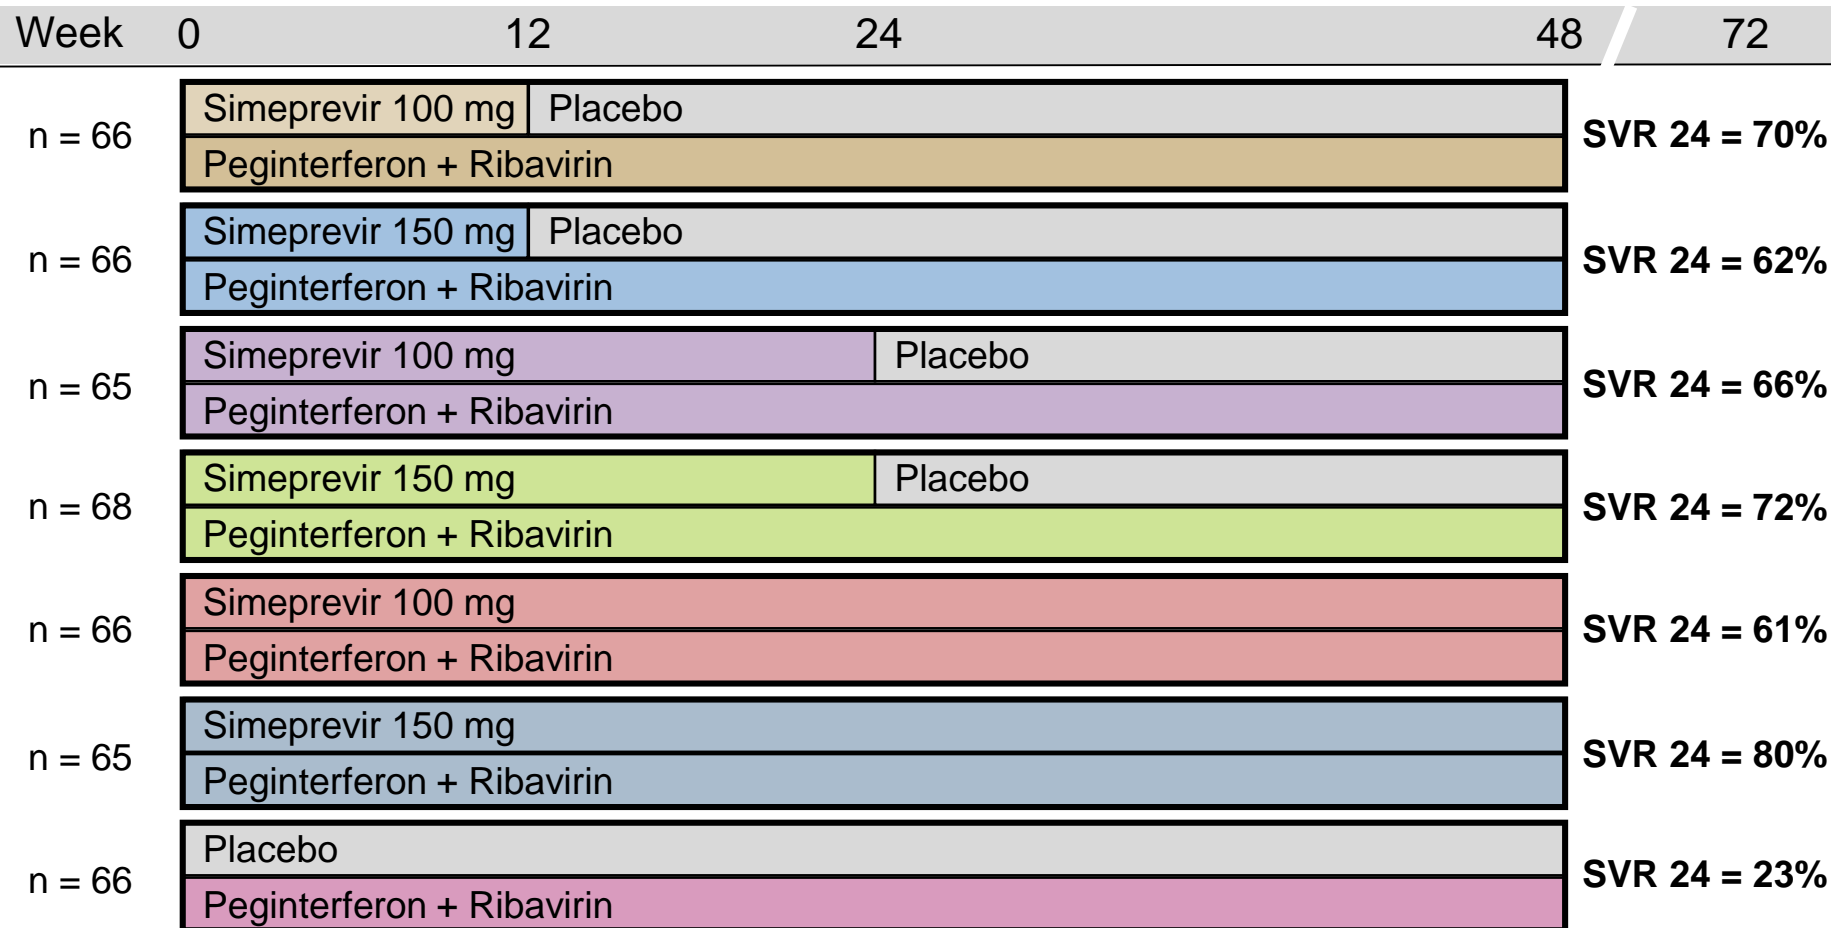 Week 0 12 24 48 72
n = 66
Simeprevir 100 mg Placebo
Peginterferon + Ribavirin
SVR 24 = 70%
n = 66
Simeprevir 150 mg Placebo
Peginterferon + Ribavirin
SVR 24 = 62%
n = 65
Simeprevir 100 mg Placebo
Peginterferon + Ribavirin
SVR 24 = 66%
n = 68
Simeprevir 150 mg Placebo
Peginterferon + Ribavirin
SVR 24 = 72%
n = 66
Simeprevir 100 mg
Peginterferon + Ribavirin
SVR 24 = 61%
n = 65
Simeprevir 150 mg
Peginterferon + Ribavirin
SVR 24 = 80%
n = 66
Placebo
Peginterferon + Ribavirin
SVR 24 = 23%